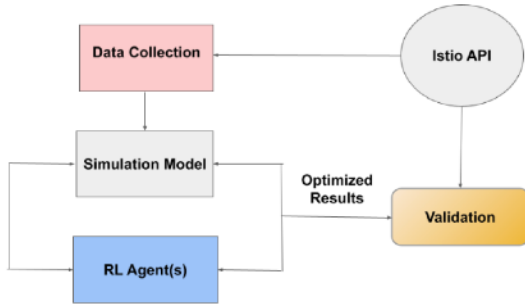 Data Collection
Istio API
Simulation Model
Optimized
Results
Validation
RL Agent(s)